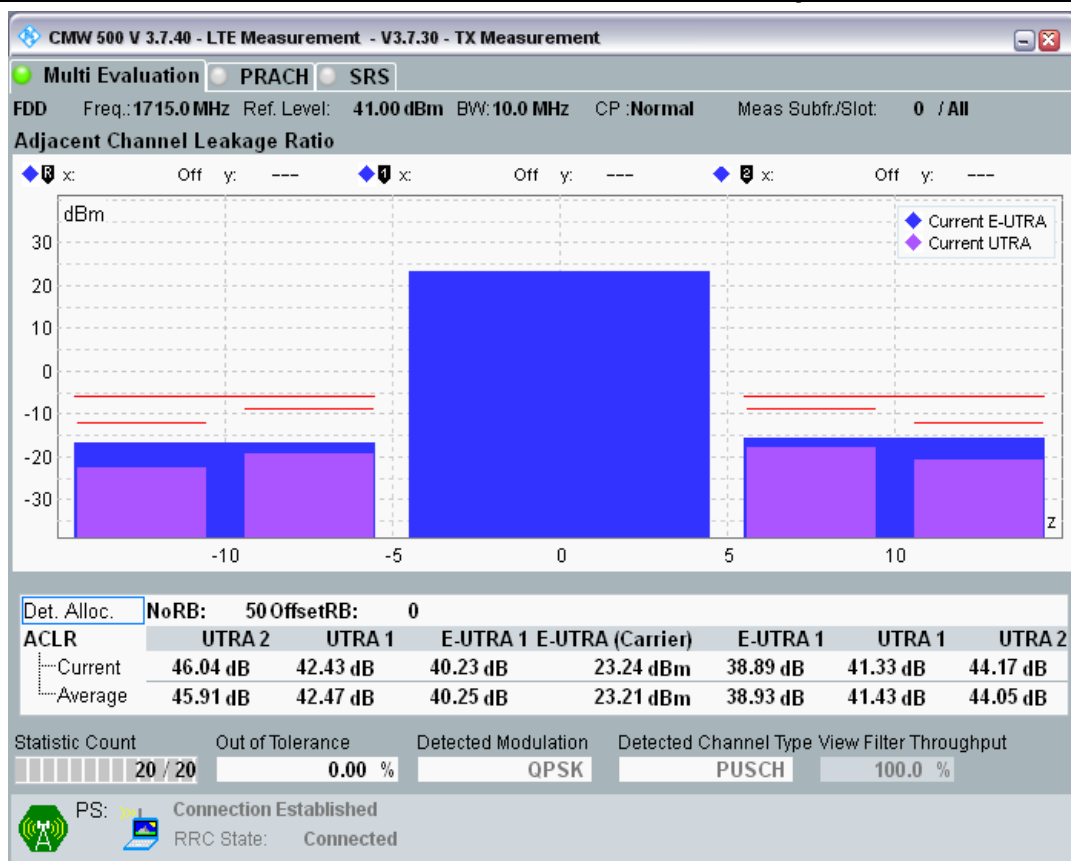 CMW 500 V 3.7.40 - LTE Measurement - V3.7.30 - TX Measurement
Multi Evaluation PRACH SRS
FDD Freq.:1715.0 MHz Ref. Level: 41.00 dBm BW:10.0 MHz CP :Normal Meas Subfr./Slot: 0 / All
Adjacent Channel Leakage Ratio
R x: Off y: --- 1 x: Off y: --- 2 x: Off y: ---
dBm
Current E-UTRA
Current UTRA
30
20
10
0
-10
-20
-30
z
-10 -5 0 5 10
Det. Alloc. NoRB: 50 OffsetRB: 0
ACLR UTRA 2 UTRA 1 E-UTRA 1 E-UTRA (Carrier) E-UTRA 1 UTRA 1 UTRA 2
Current 46.04 dB 42.43 dB 40.23 dB 23.24 dBm 38.89 dB 41.33 dB 44.17 dB
Average 45.91 dB 42.47 dB 40.25 dB 23.21 dBm 38.93 dB 41.43 dB 44.05 dB
Statistic Count Out of Tolerance Detected Modulation Detected Channel Type View Filter Throughput
20 / 20 0.00 % QPSK PUSCH 100.0 %
PS: Connection Established
RRC State: Connected